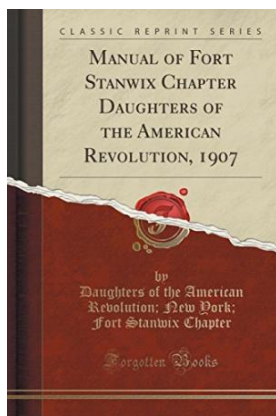 CLASSIC REPRINT SERIES
MANUAL OF FORT
STANWIX CHAPTER
DAUGHTERS OF
THE AMERICAN
REVOLUTION, 1907
by
Daughters of the American
Revolution; New York;
Fort Stanwix Chapter
Forgotten Books